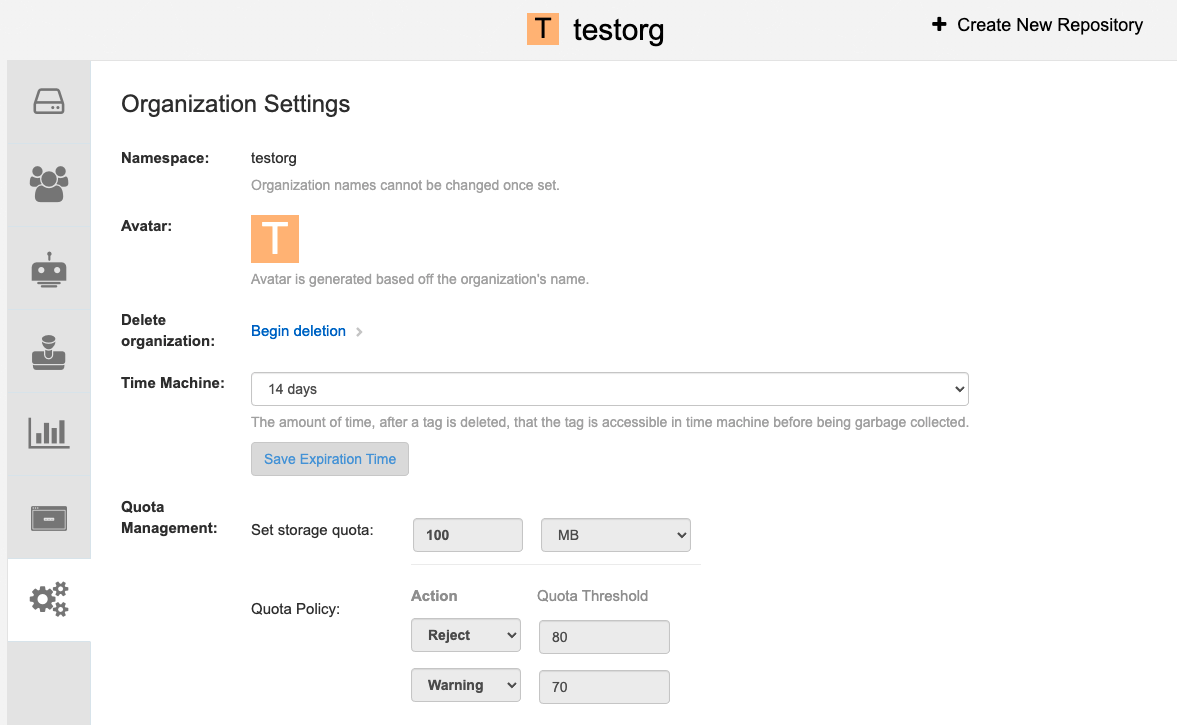 T testorg
Create New Repository
Organization Settings
Namespace: testorg
Organization names cannot be changed once set.
Avatar:
T
Avatar is generated based off the organization's name.
Delete
organization:
Begin deletion
Time Machine: 14 days
The amount of time, after a tag is deleted, that the tag is accessible in time machine before being garbage collected.
Save Expiration Time
Quota
Management:
Set storage quota: 100 MB
Action Quota Threshold
Quota Policy:
Reject 80
Warning 70